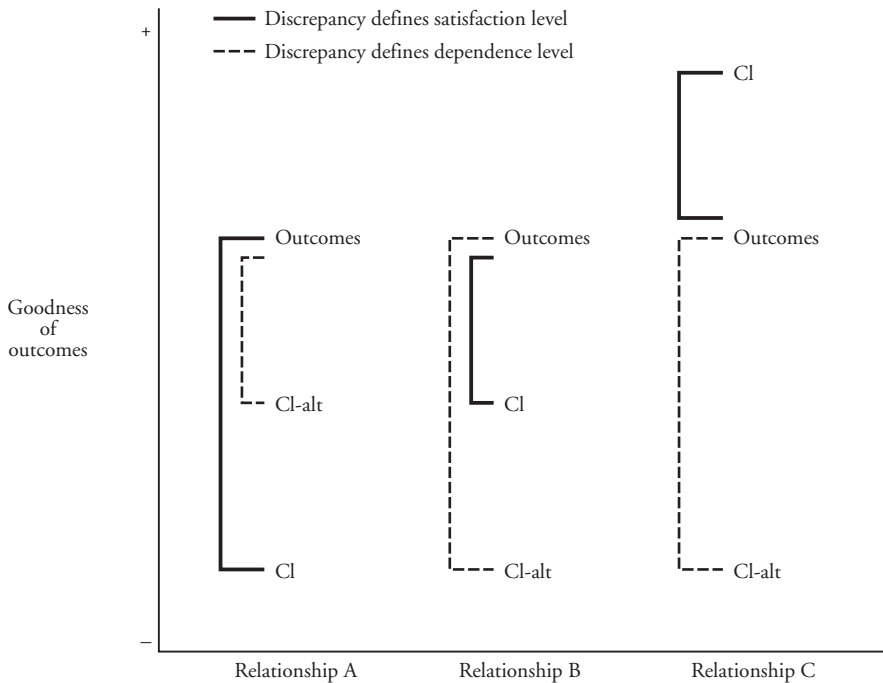 +
Discrepancy defines satisfaction level
Discrepancy defines dependence level
Cl
Outcomes
Outcomes
Outcomes
Goodness
of
outcomes
Cl-alt
Cl
Cl
Cl-alt
Cl-alt
–
Relationship A
Relationship B
Relationship C